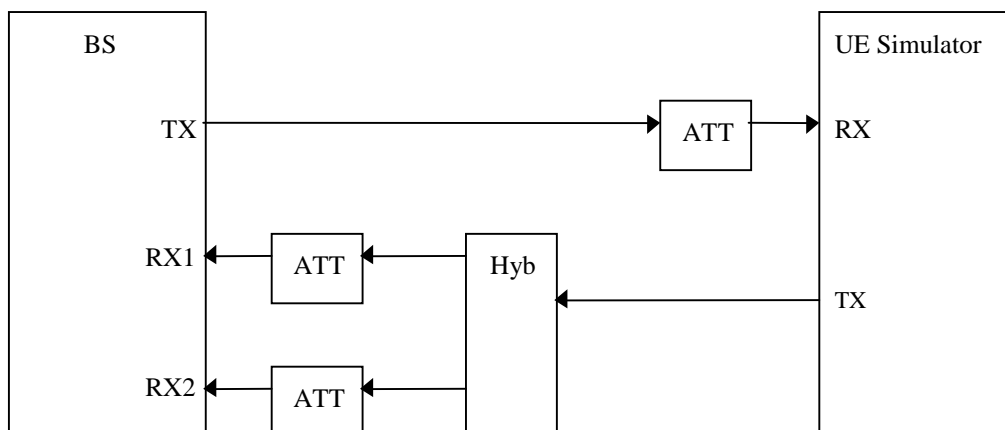 BS
UE Simulator
TX
ATT
RX
RX1
ATT
Hyb
TX
RX2
ATT